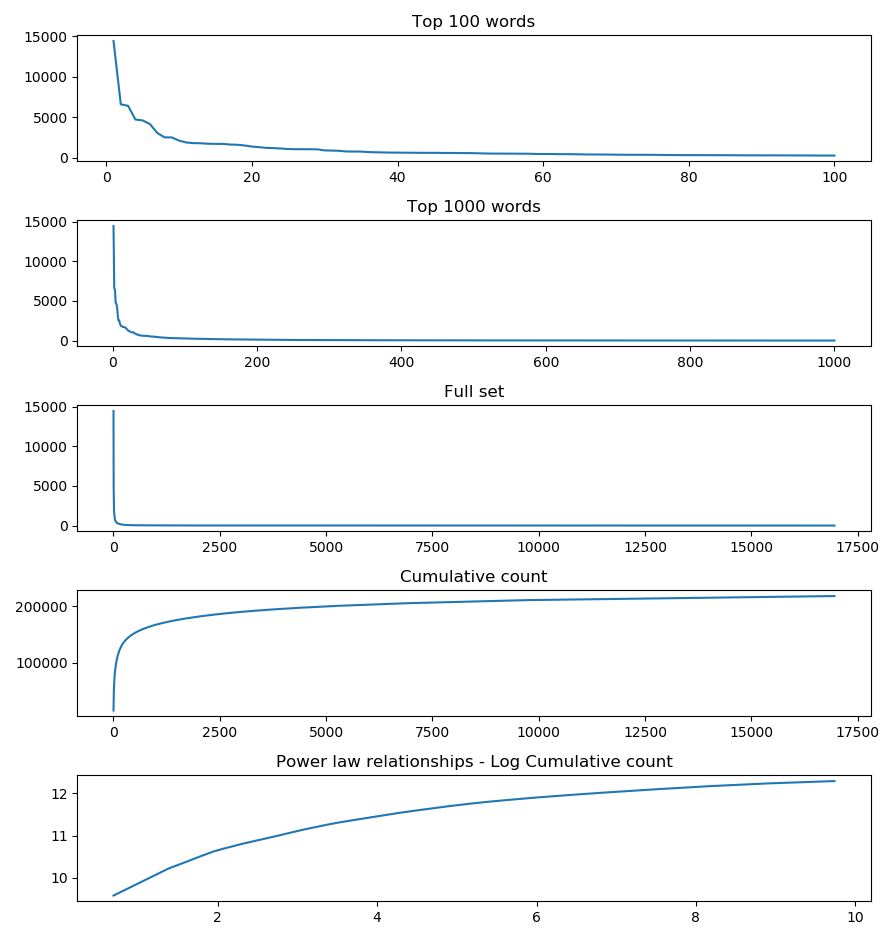 Top 100 words
15000
10000
5000
0
0 20 40 60 80 100
Top 1000 words
15000
10000
5000
0
0 200 400 600 800 1000
Full set
15000
10000
5000
0
0 2500 5000 7500 10000 12500 15000 17500
Cumulative count
200000
100000
0 2500 5000 7500 10000 12500 15000 17500
Power law relationships - Log Cumulative count
12
11
10
2 4 6 8 10